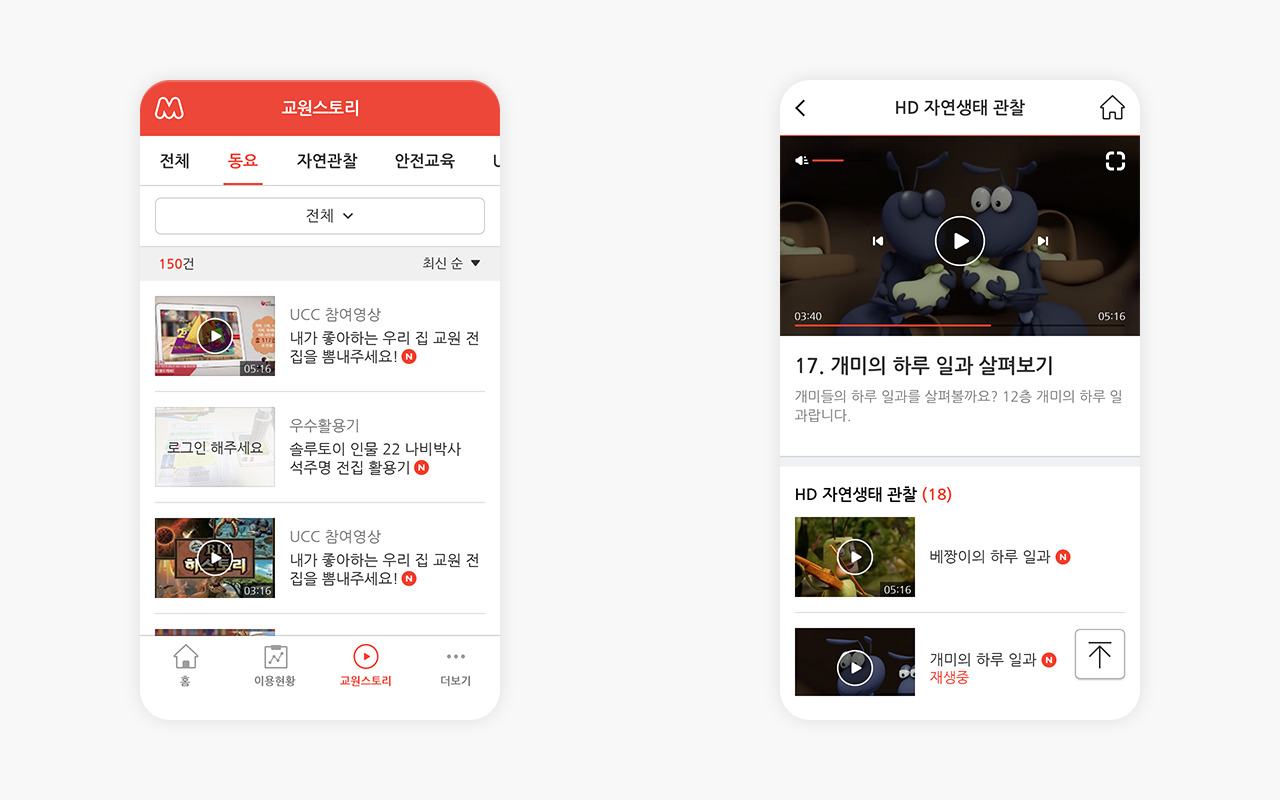 교원스토리
전체 동요 자연관찰 안전교육
전체
150건 최신 순
05:16
UCC 참여영상
내가 좋아하는 우리 집 교원 전
집을 뽐내주세요! N
로그인 해주세요
우수활용기
솔루토이 인물 22 나비박사
석주명 전집 활용기 N
03:16
UCC 참여영상
내가 좋아하는 우리 집 교원 전
집을 뽐내주세요! N
홈 이용현황 교원스토리 더보기
HD 자연생태 관찰
03:40 05:16
17. 개미의 하루 일과 살펴보기
개미들의 하루 일과를 살펴볼까요? 12층 개미의 하루 일
과랍니다.
HD 자연생태 관찰 (18)
05:16
베짱이의 하루 일과 N
개미의 하루 일과 N
재생중